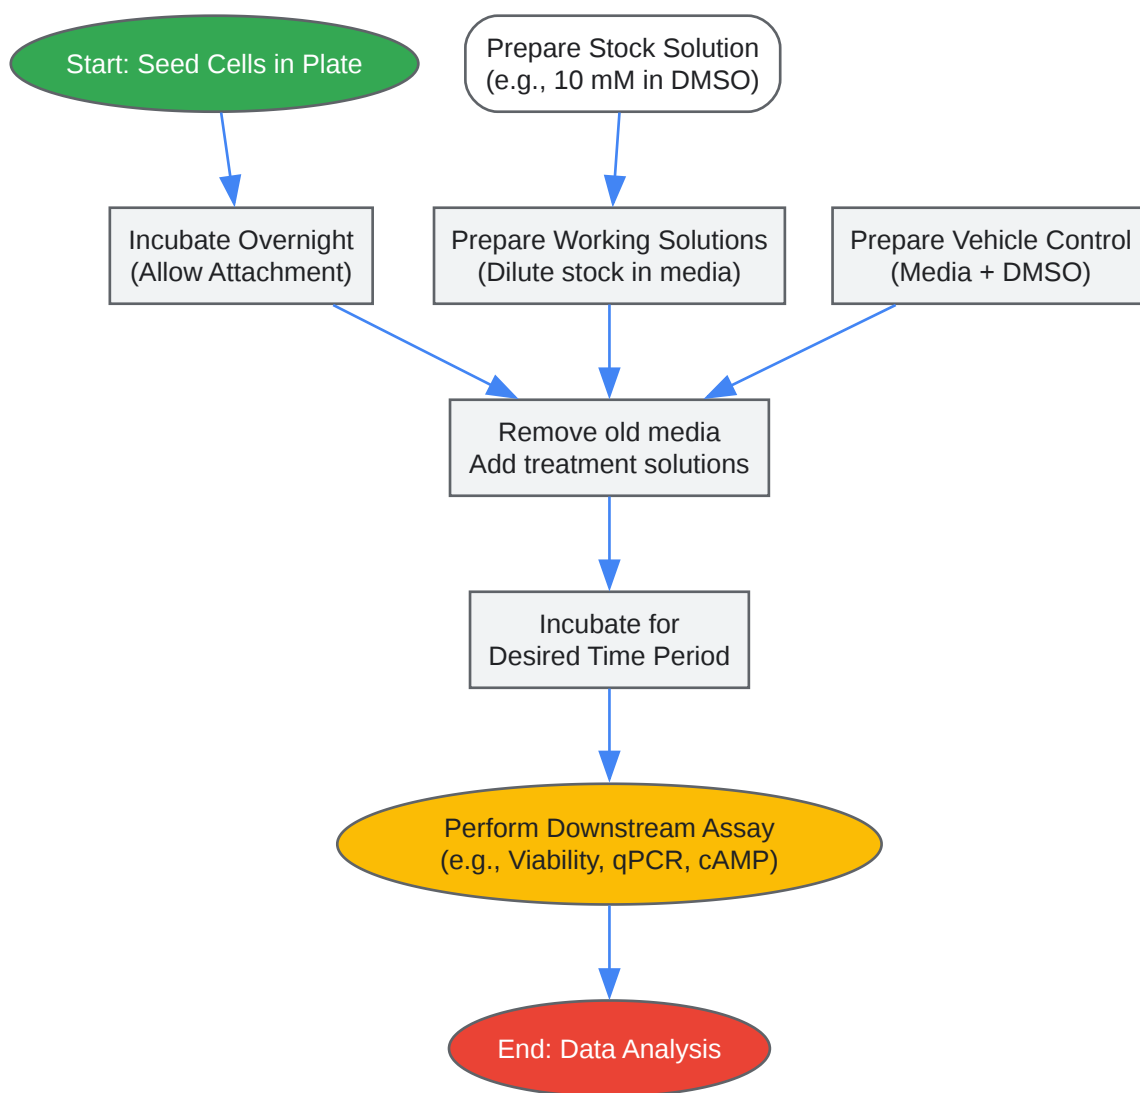 Start: Seed Cells in Plate
Prepare Stock Solution
(e.g., 10 mM in DMSO)
Incubate Overnight
(Allow Attachment)
Prepare Working Solutions
(Dilute stock in media)
Prepare Vehicle Control
(Media + DMSO)
Remove old media
Add treatment solutions
Incubate for
Desired Time Period
Perform Downstream Assay
(e.g., Viability, qPCR, cAMP)
End: Data Analysis